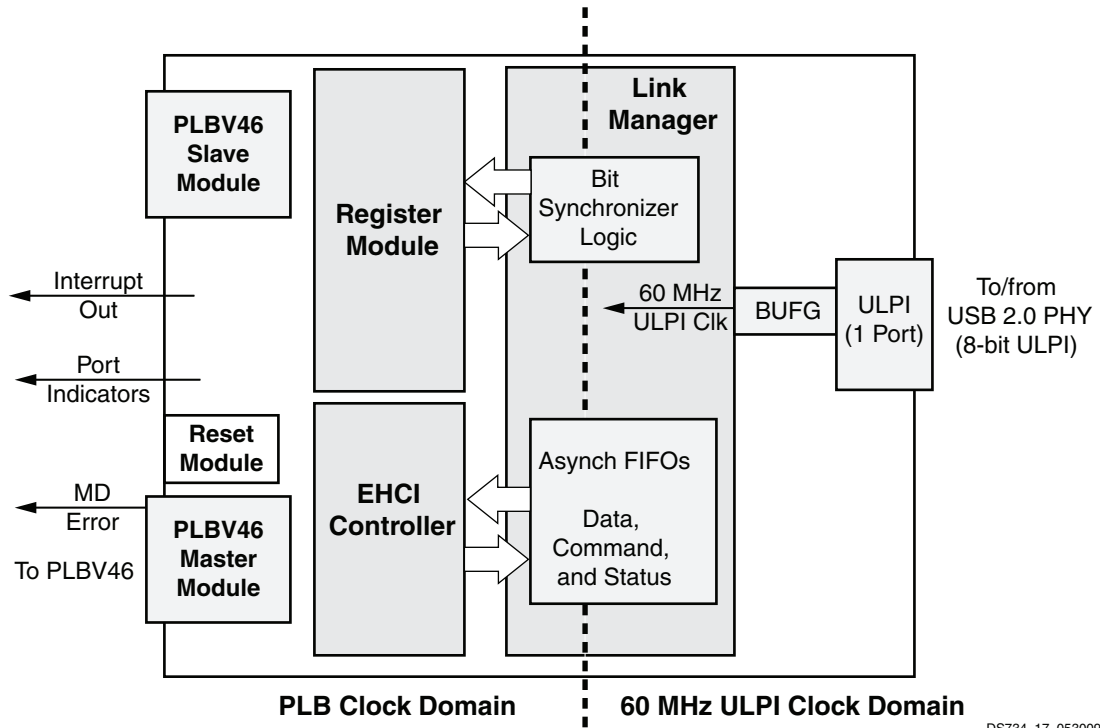 Link
Manager
PLBV46
Slave
Module
Register
Module
Bit
Synchronizer
Logic
Interrupt
Out
60 MHz
ULPI Clk
BUFG
ULPI
(1 Port)
To/from
USB 2.0 PHY
(8-bit ULPI)
Port
Indicators
Reset
Module
MD
Error
To PLBV46
PLBV46
Master
Module
EHCI
Controller
Asynch FIFOs
Data,
Command,
and Status
PLB Clock Domain
60 MHz ULPI Clock Domain
DS734_17_053009